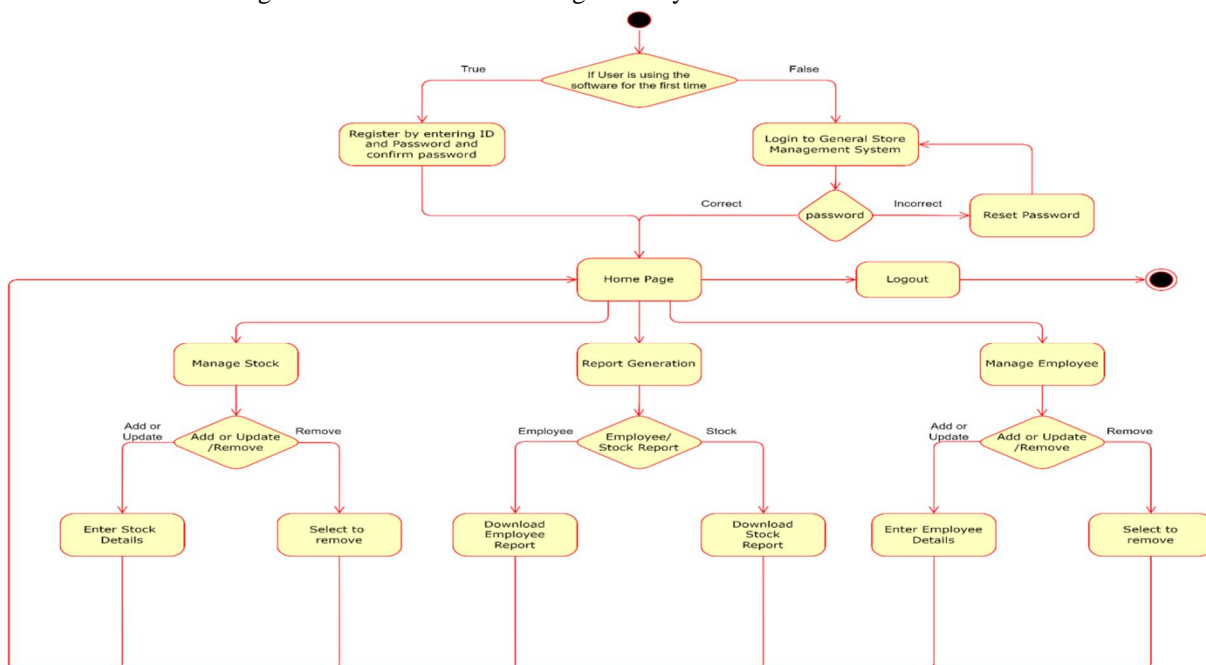 True
If User is using the
software for the first time
False
Register by entering ID
and Password and
confirm password
Login to General Store
Management System
Correct
password
Incorrect
Reset Password
Home Page
Logout
Manage Stock
Report Generation
Manage Employee
Add or
Update
Add or Update
/Remove
Remove
Employee
Employee/
Stock Report
Stock
Add or
Update
Add or Update
/Remove
Remove
Enter Stock
Details
Select to
remove
Download
Employee
Report
Download
Stock
Report
Enter Employee
Details
Select to
remove